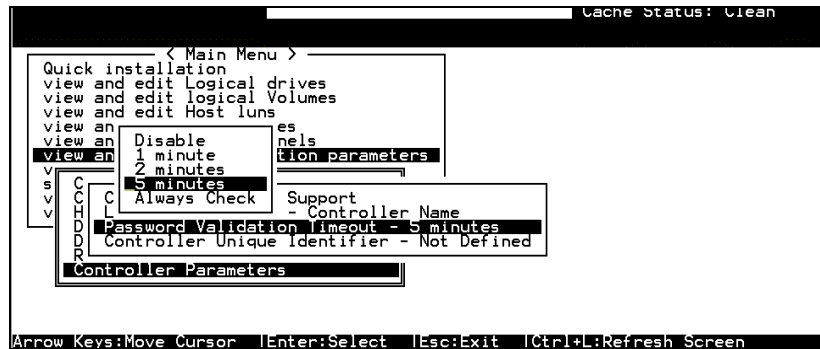 Cache Status: Clean
< Main Menu >
Quick installation
view and edit Logical drives
view and edit logical Volumes
view and edit Host luns
view an es
view an nels
view an tion parameters
v
s
v
v
Disable
1 minute
2 minutes
5 minutes
Always Check
C
C
H
D
D
R
Controller Parameters
C Support
L - Controller Name
Password Validation Timeout - 5 minutes
Controller Unique Identifier - Not Defined
Arrow Keys:Move Cursor |Enter:Select |Esc:Exit |Ctrl+L:Refresh Screen